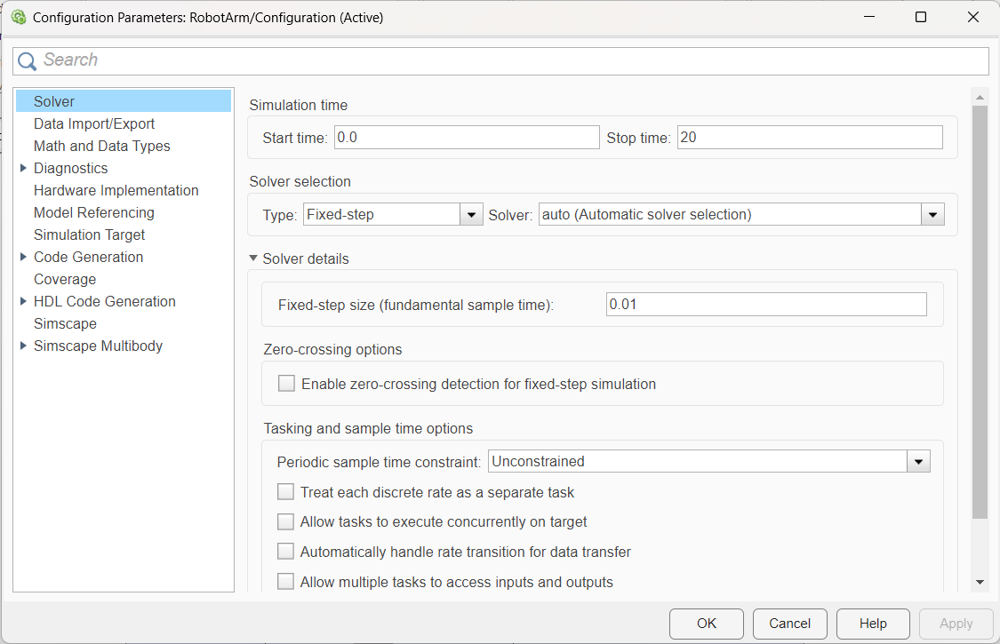 Configuration Parameters: RobotArm/Configuration (Active)
Search
Solver
Data Import/Export
Math and Data Types
Diagnostics
Hardware Implementation
Model Referencing
Simulation Target
Code Generation
Coverage
HDL Code Generation
Simscape
Simscape Multibody
Simulation time
Start time: 0.0 Stop time: 20
Solver selection
Type: Fixed-step Solver: auto (Automatic solver selection)
Solver details
Fixed-step size (fundamental sample time): 0.01
Zero-crossing options
Enable zero-crossing detection for fixed-step simulation
Tasking and sample time options
Periodic sample time constraint: Unconstrained
Treat each discrete rate as a separate task
Allow tasks to execute concurrently on target
Automatically handle rate transition for data transfer
Allow multiple tasks to access inputs and outputs
OK Cancel Help Apply